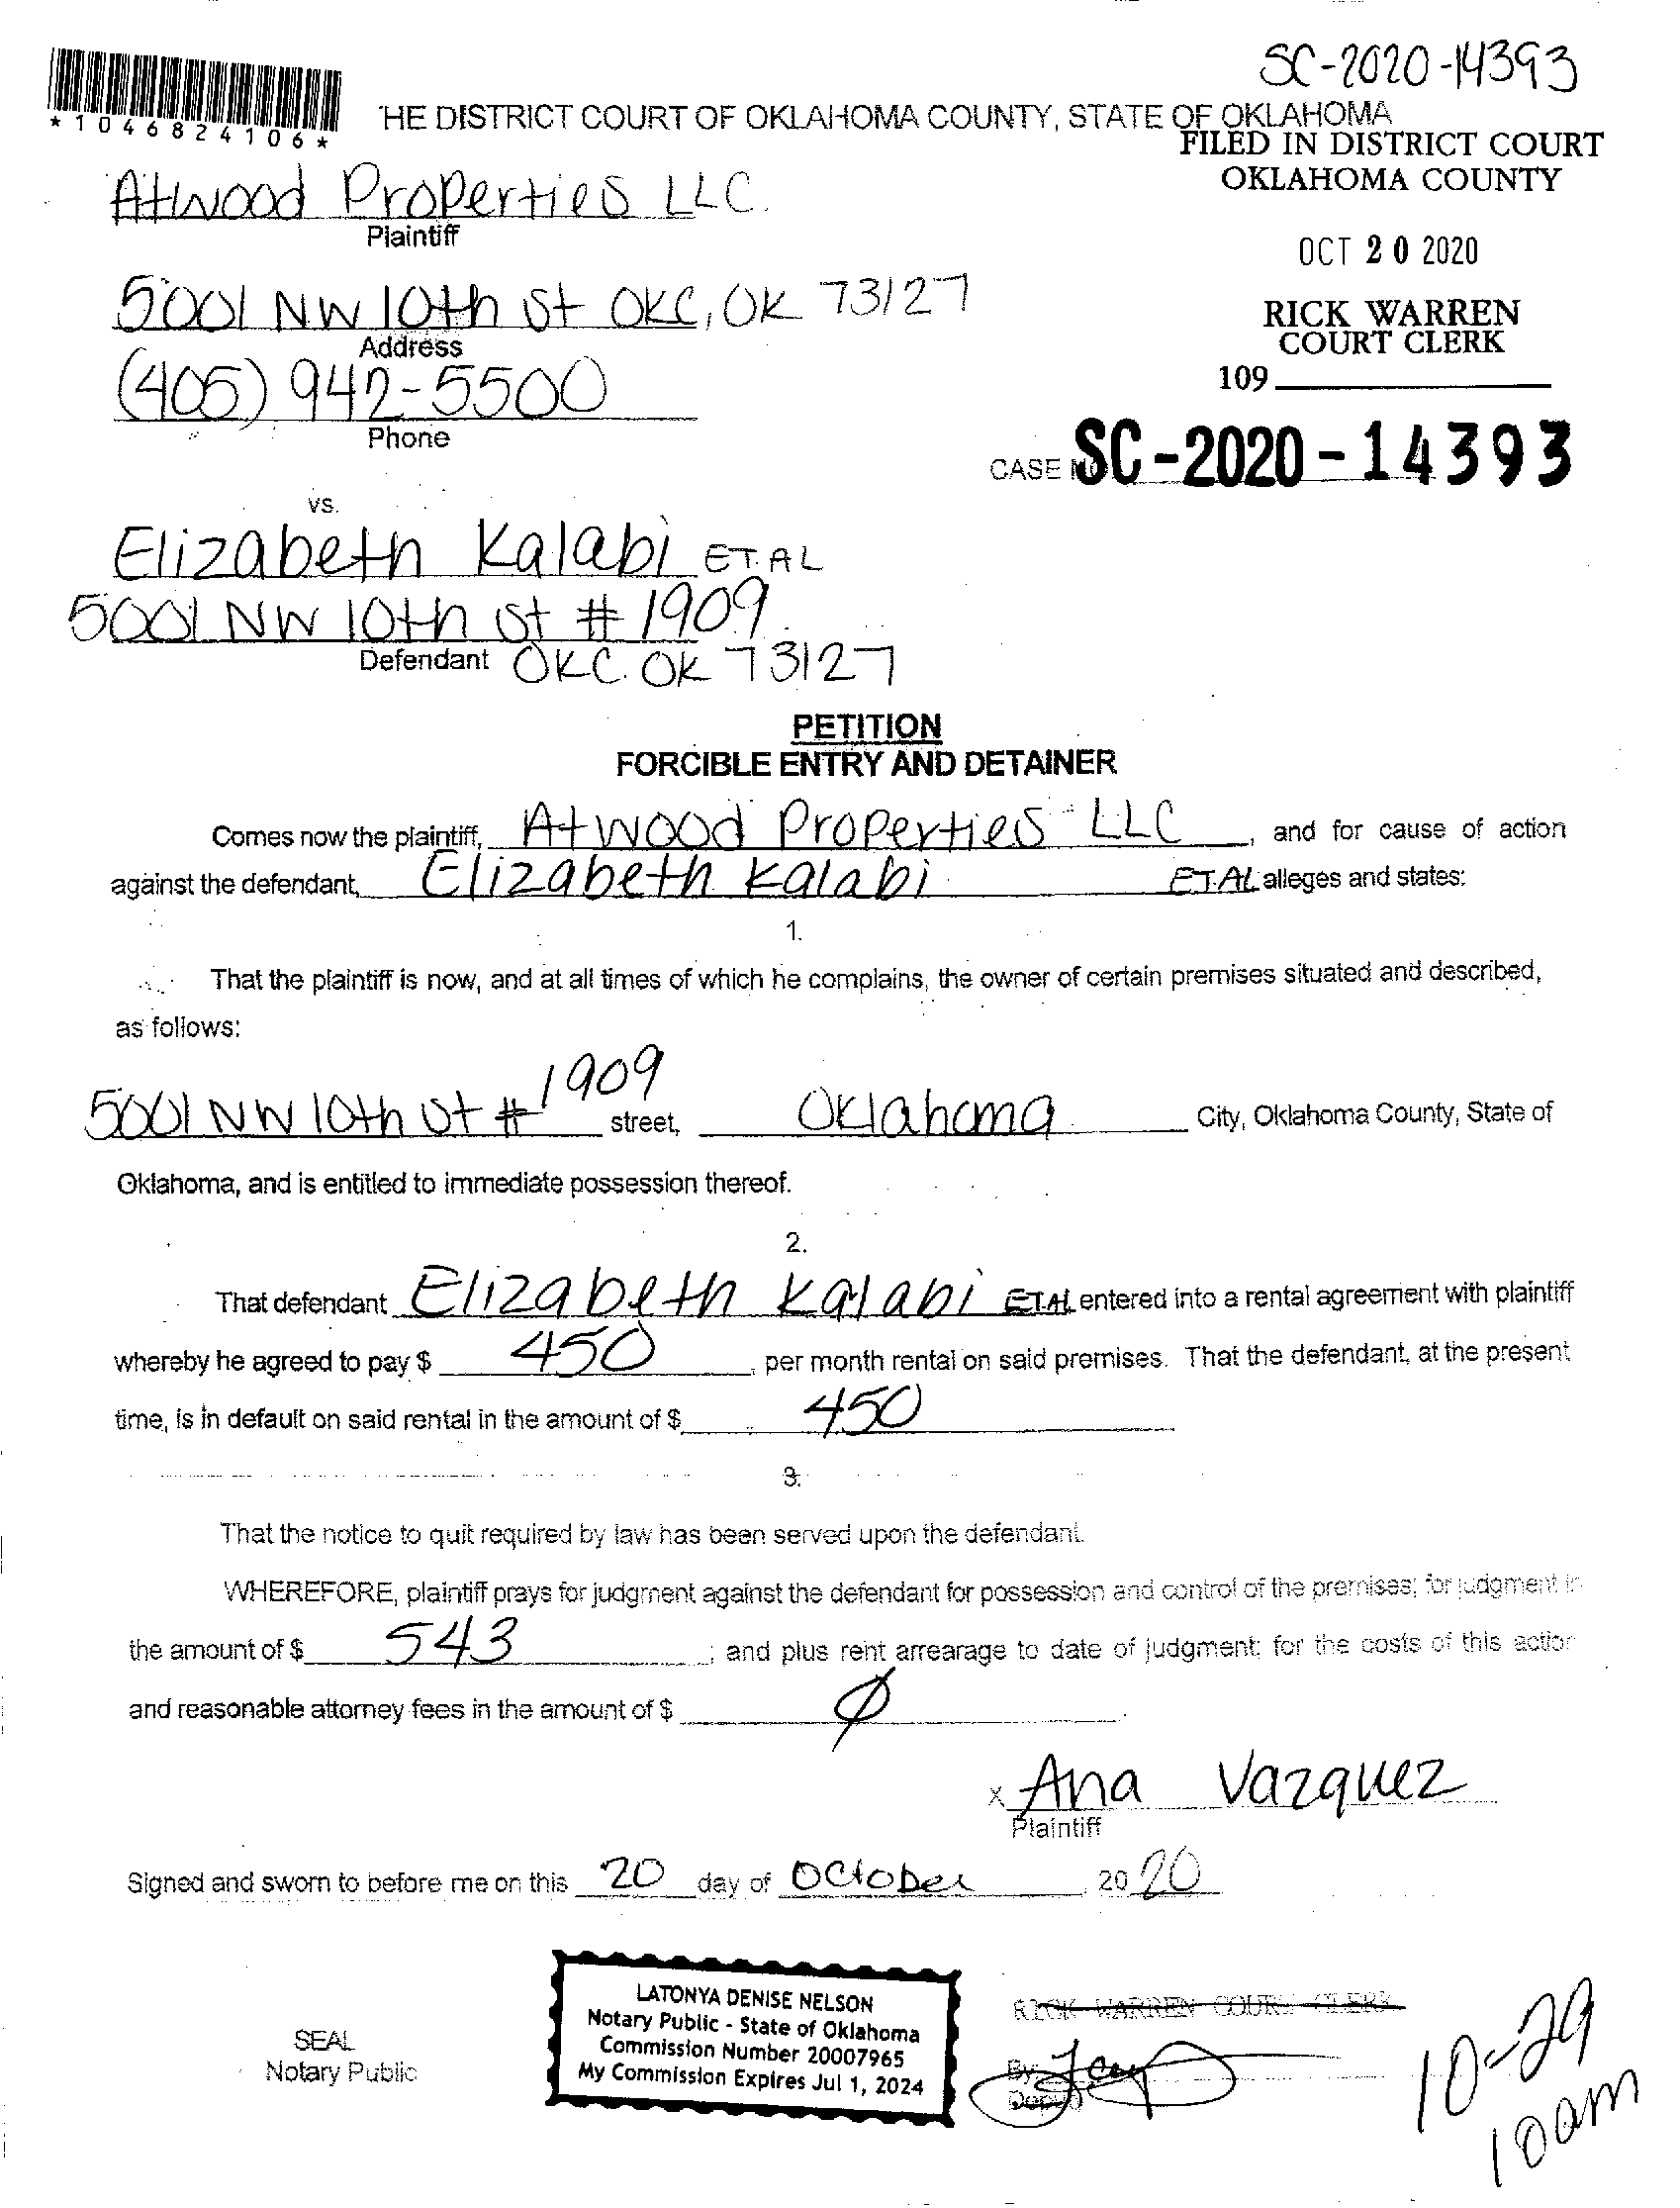 SC-2020-14393
*1046824106*
THE DISTRICT COURT OF OKLAHOMA COUNTY, STATE OF OKLAHOMA
FILED IN DISTRICT COURT
OKLAHOMA COUNTY
Atwood Properties LLC.
Plaintiff
OCT 20 2020
5001 NW 10th St OKC, OK 73127
Address
RICK WARREN
COURT CLERK
(405) 942-5500
109
Phone
CASE NO SC-2020-14393
vs.
Elizabeth Kalabi ET.AL
5001 NW 10th St # 1909
Defendant OKC. OK 73127
PETITION
FORCIBLE ENTRY AND DETAINER
Comes now the plaintiff, Atwood Properties LLC, and for cause of action
against the defendant, Elizabeth Kalabi ET.AL alleges and states:
1.
That the plaintiff is now, and at all times of which he complains, the owner of certain premises situated and described,
as follows:
5001 NW 10th St # 1909 street, Oklahoma City, Oklahoma County, State of
Oklahoma, and is entitled to immediate possession thereof.
2.
That defendant Elizabeth Kalabi ET.AL entered into a rental agreement with plaintiff
whereby he agreed to pay $ 450, per month rental on said premises. That the defendant, at the present
time, is in default on said rental in the amount of $ 450
3.
That the notice to quit required by law has been served upon the defendant.
WHEREFORE, plaintiff prays for judgment against the defendant for possession and control of the premises; for judgment in
the amount of $ 543; and plus rent arrearage to date of judgment; for the costs of this action
and reasonable attorney fees in the amount of $ Ø
x Ana Vazquez
Plaintiff
Signed and sworn to before me on this 20 day of October, 2020
LATONYA DENISE NELSON
Notary Public - State of Oklahoma
Commission Number 20007965
My Commission Expires Jul 1, 2024
SEAL
Notary Public
RICK WARREN COURT CLERK
By
Deputy
10-29
10am